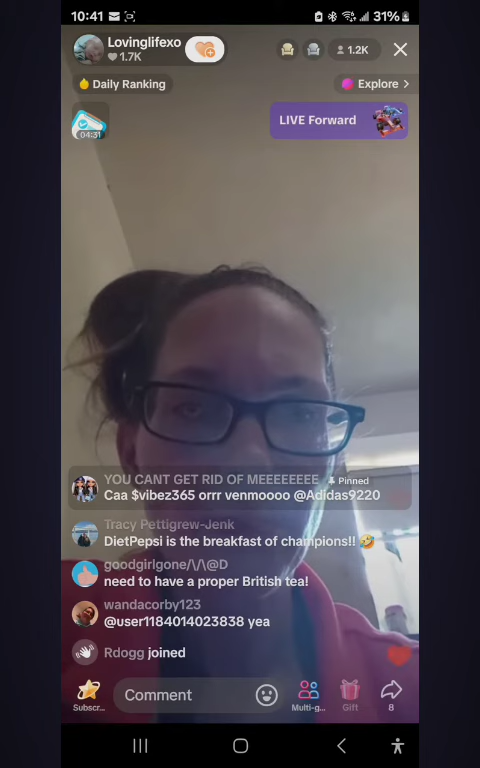 10:41
31%
Lovinglifexo
1.7K
1.2K
Daily Ranking
Explore >
04:31
LIVE Forward
YOU CANT GET RID OF MEEEEEEEE Pinned
Caa $vibez365 orrr venmoooo @Adidas9220
Tracy Pettigrew-Jenk
DietPepsi is the breakfast of champions!! 🤣
goodgirlgone/\/\@D
need to have a proper British tea!
wandacorby123
@user1184014023838 yea
Rdogg joined
Comment
Subscr...
Multi-g...
Gift
8